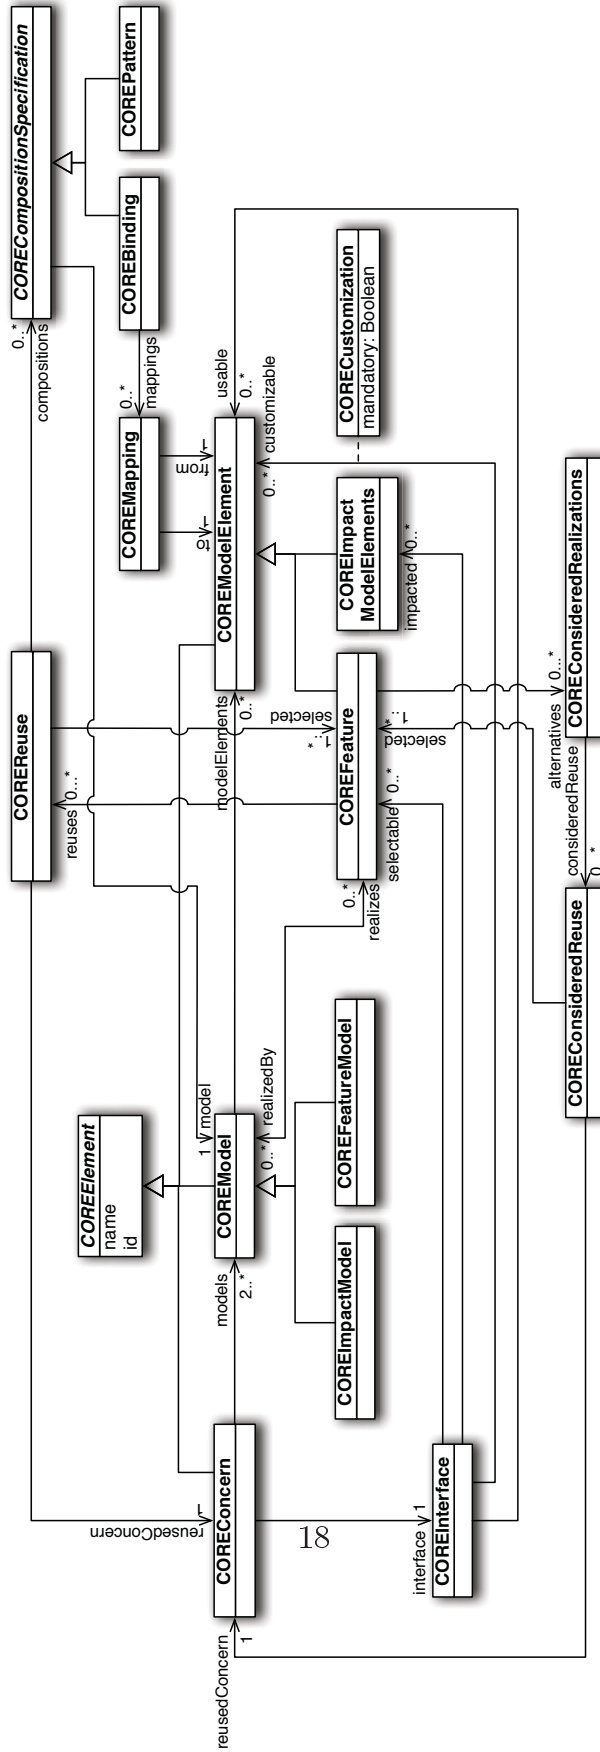 CORECompositionSpecification
COREPattern
COREBinding
0..*
compositions
0..*
mappings
COREMapping
to
1
from
1
COREReuse
reuses
0...*
COREElement
name
id
1
model
modelElements
0..*
COREModelElement
usable
0..*
0..*
customizable
CORECustomization
mandatory: Boolean
COREImpact
ModelElements
impacted
0..*
1..*
selected
COREFeature
selected
1..*
selectable
0..*
0..*
realizes
COREModel
0..*
realizedBy
models
2..*
COREFeatureModel
COREImpactModel
reusedConcern
1
COREConcern
reusedConcern
1
18
interface
1
COREInterface
alternatives
0...*
COREConsideredRealizations
consideredReuse
0..*
COREConsideredReuse